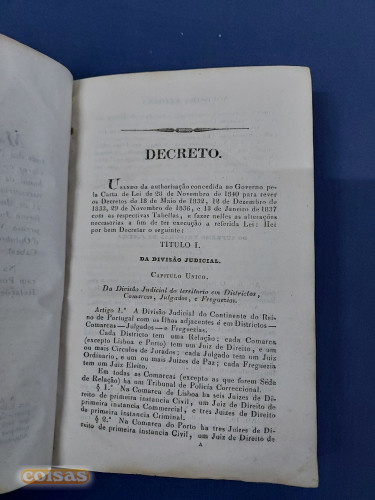 DECRETO.
Usando da authorisação concedida ao Governo pe-
la Carta de Lei de 28 de Novembro de 1840 para rever
os Decretos de 18 de Maio de 1832, 12 de Dezembro de
1833, 29 de Novembro de 1836, e 13 de Janeiro de 1837
com as respectivas Tabellas, e fazer nelles as alterações
necessarias a fim de ter execução a referida Lei: Hei
por bem Decretar o seguinte:
TITULO I.
DA DIVISÃO JUDICIAL.
CAPITULO UNICO.
Da Divisão Judicial do territorio em Districtos,
Comarcas, Julgados, e Freguezias.
Artigo 1.º A Divisão Judicial do Continente do Rei-
no de Portugal com as Ilhas adjacentes é em Districtos—
Comarcas—Julgados—e Freguezias.
Cada Districto tem uma Relação; cada Comarca
(excepto Lisboa e Porto) tem um Juiz de Direito, e um
ou mais Circulos de Jurados; cada Julgado tem um Juiz
Ordinario, e um ou mais Juizes de Paz; cada Freguezia
tem um Juiz Eleito.
Em todas as Comarcas (excepto as que forem Séde
de Relação) ha um Tribunal de Policia Correccional.
§ 1.º Na Comarca de Lisboa ha seis Juizes de Di-
reito de primeira instancia Civil, um Juiz de Direito de
primeira instancia Commercial, e tres Juizes de Direito
de primeira instancia Criminal.
§ 2.º Na Comarca do Porto ha tres Juizes de Di-
reito de primeira instancia Civil, um Juiz de Direito de
A
coisas